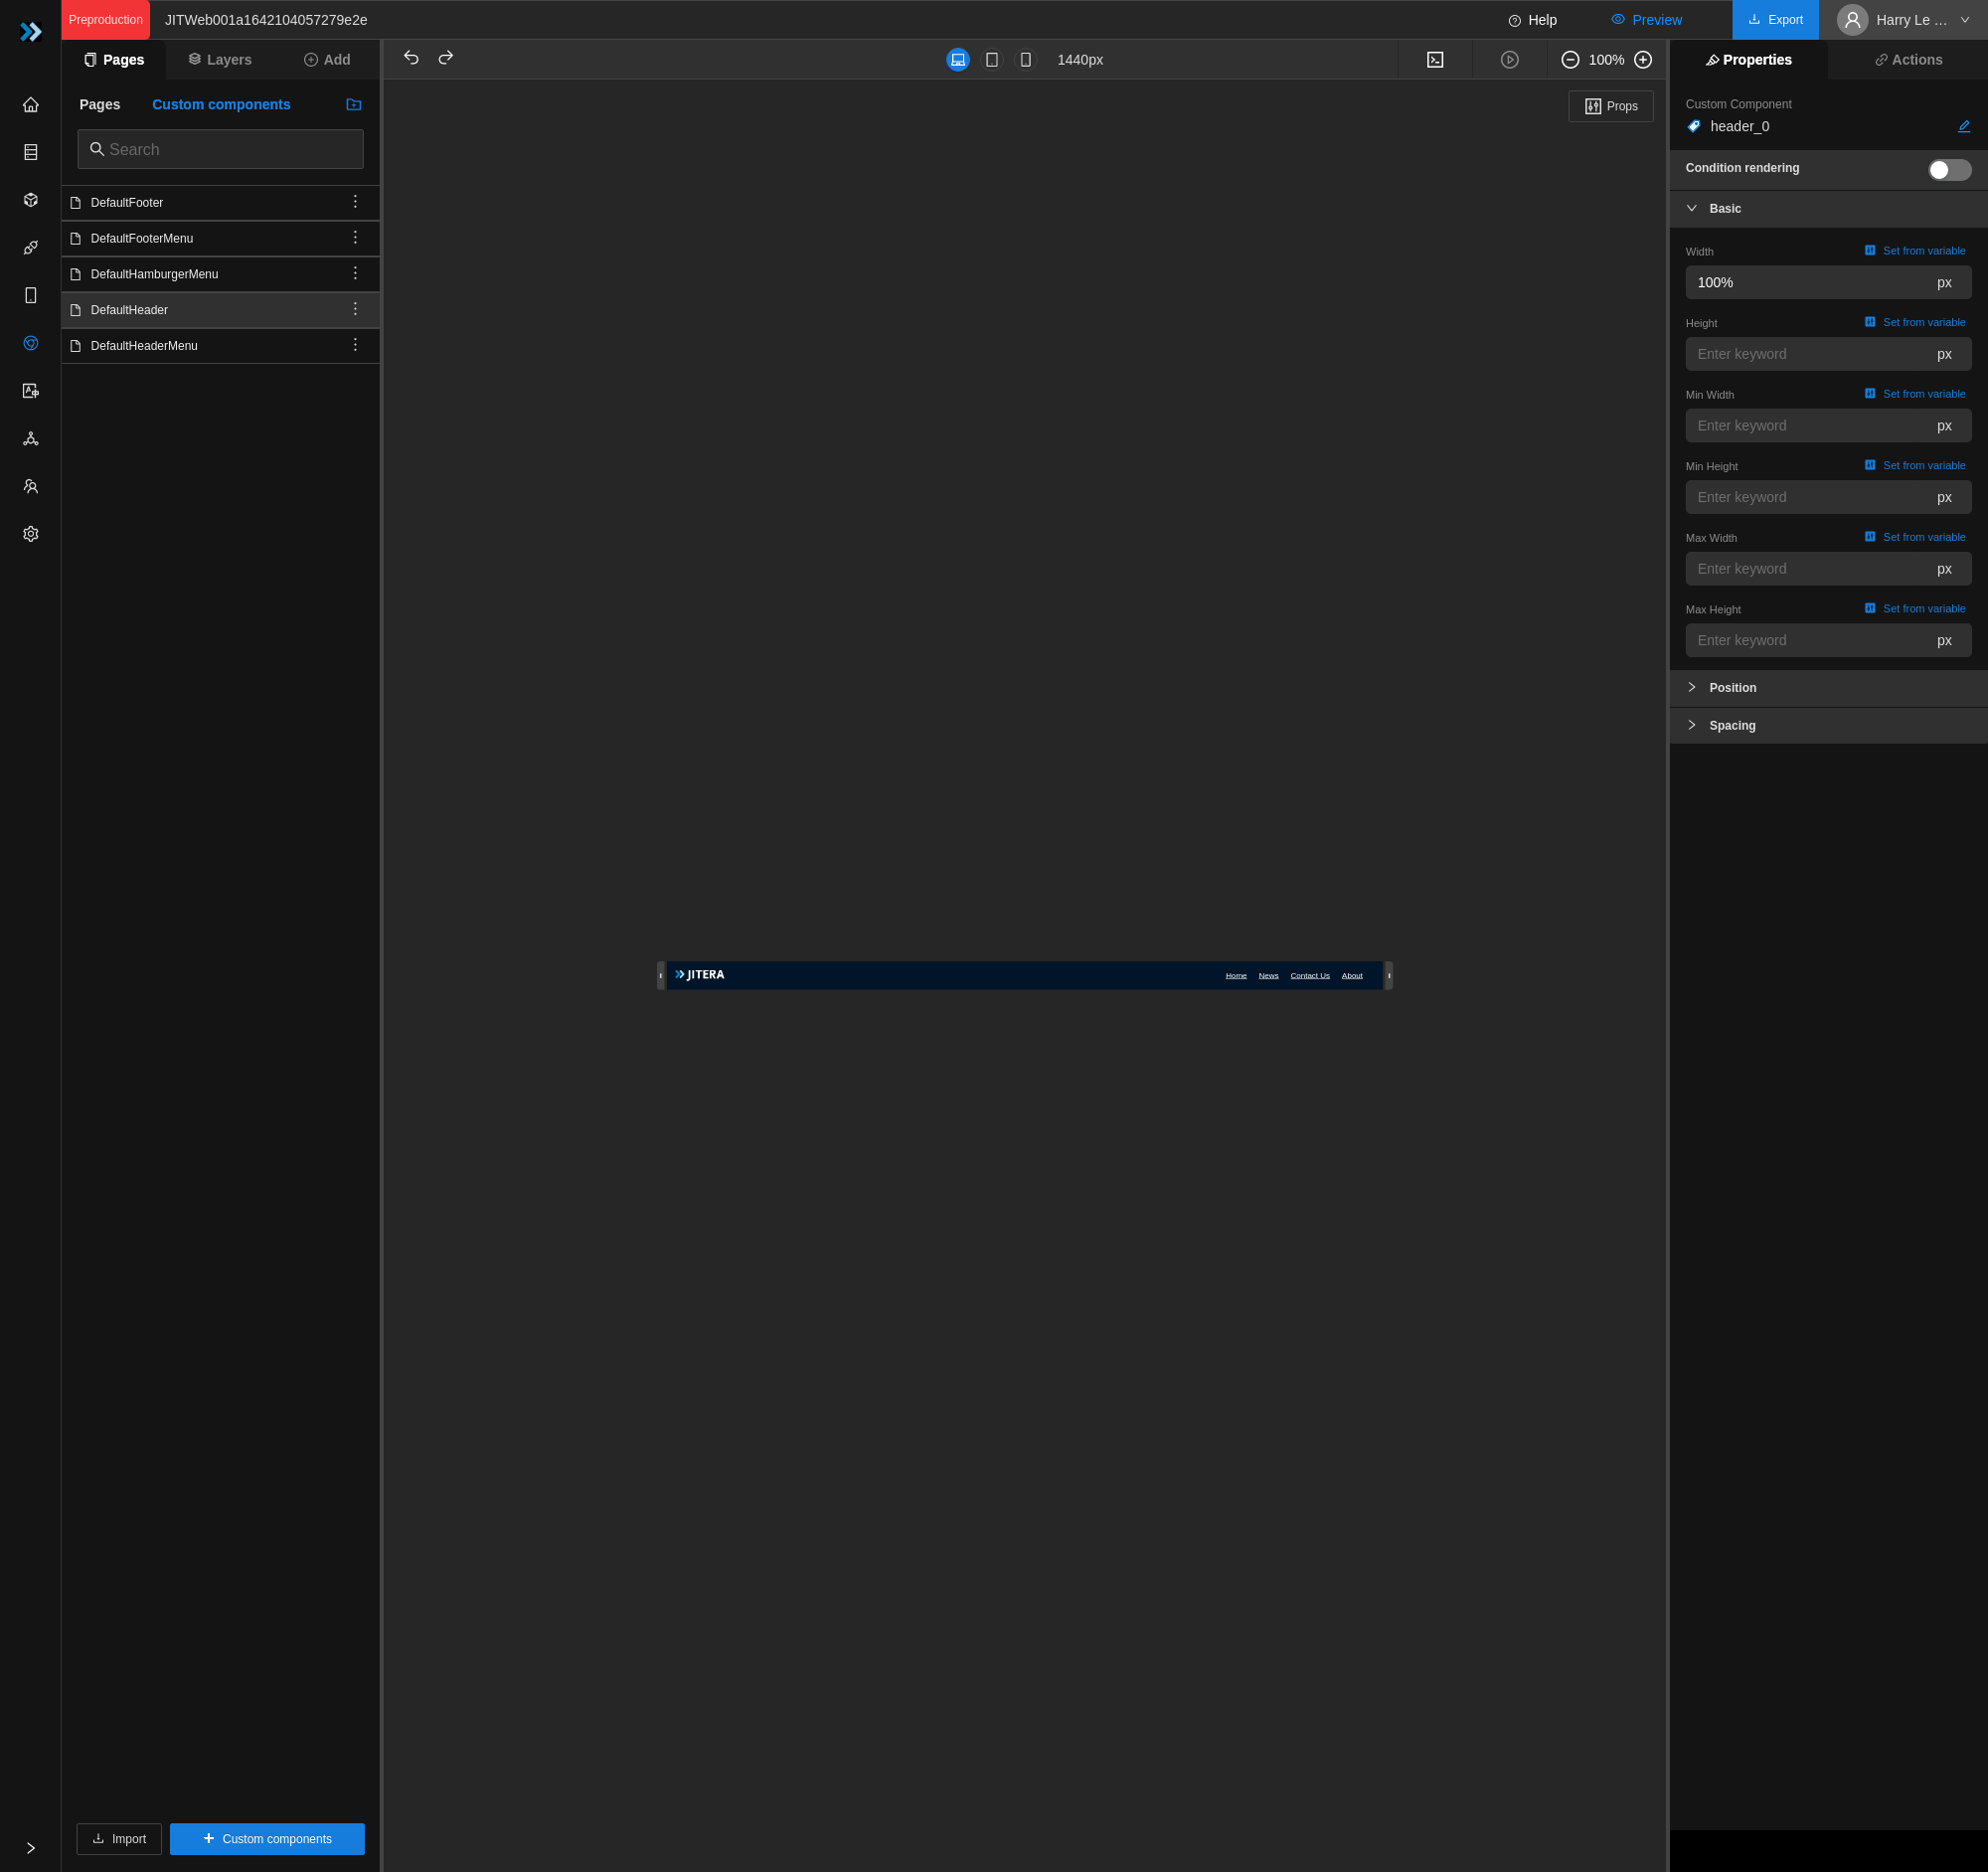 Preproduction
JITWeb001a1642104057279e2e
Help
Preview
Export
Harry Le ...
Pages
Layers
Add
1440px
100%
Properties
Actions
Pages
Custom components
Search
DefaultFooter
DefaultFooterMenu
DefaultHamburgerMenu
DefaultHeader
DefaultHeaderMenu
Import
Custom components
Props
JITERA
Home
News
Contact Us
About
Custom Component
header_0
Condition rendering
Basic
Width
Set from variable
100%
px
Height
Set from variable
Enter keyword
px
Min Width
Set from variable
Enter keyword
px
Min Height
Set from variable
Enter keyword
px
Max Width
Set from variable
Enter keyword
px
Max Height
Set from variable
Enter keyword
px
Position
Spacing